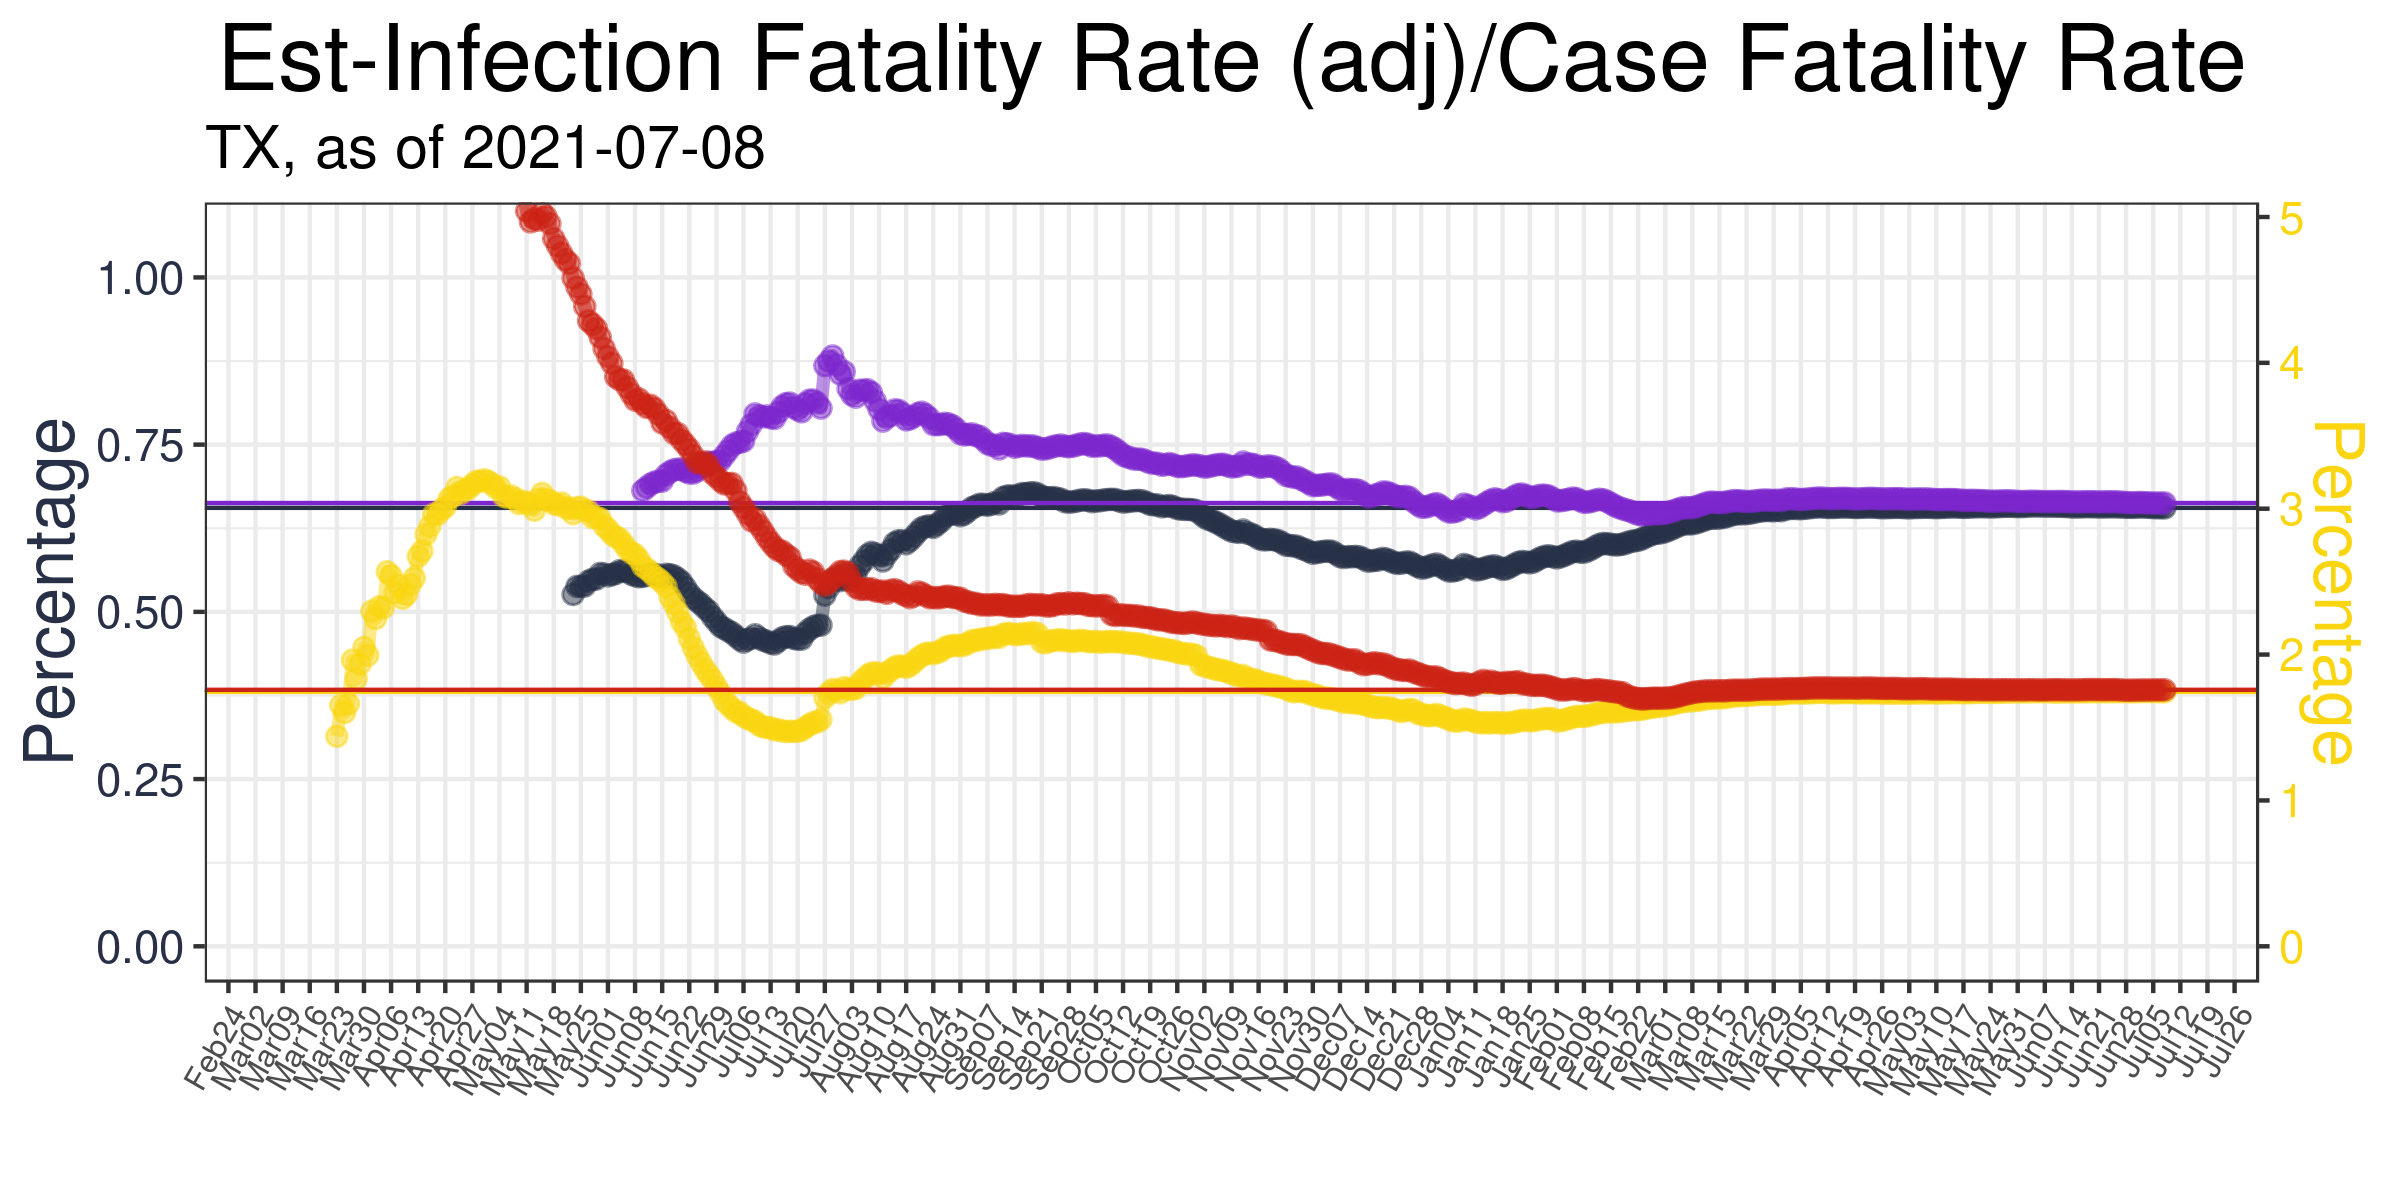 Est-Infection Fatality Rate (adj)/Case Fatality Rate
TX, as of 2021-07-08
Percentage
1.00
0.75
0.50
0.25
0.00
5
4
3
2
1
0
Percentage
Feb24
Mar02
Mar09
Mar16
Mar23
Mar30
Apr06
Apr13
Apr20
Apr27
May04
May11
May18
May25
Jun01
Jun08
Jun15
Jun22
Jun29
Jul06
Jul13
Jul20
Jul27
Aug03
Aug10
Aug17
Aug24
Aug31
Sep07
Sep14
Sep21
Sep28
Oct05
Oct12
Oct19
Oct26
Nov02
Nov09
Nov16
Nov23
Nov30
Dec07
Dec14
Dec21
Dec28
Jan04
Jan11
Jan18
Jan25
Feb01
Feb08
Feb15
Feb22
Mar01
Mar08
Mar15
Mar22
Mar29
Apr05
Apr12
Apr19
Apr26
May03
May10
May17
May24
May31
Jun07
Jun14
Jun21
Jun28
Jul05
Jul12
Jul19
Jul26